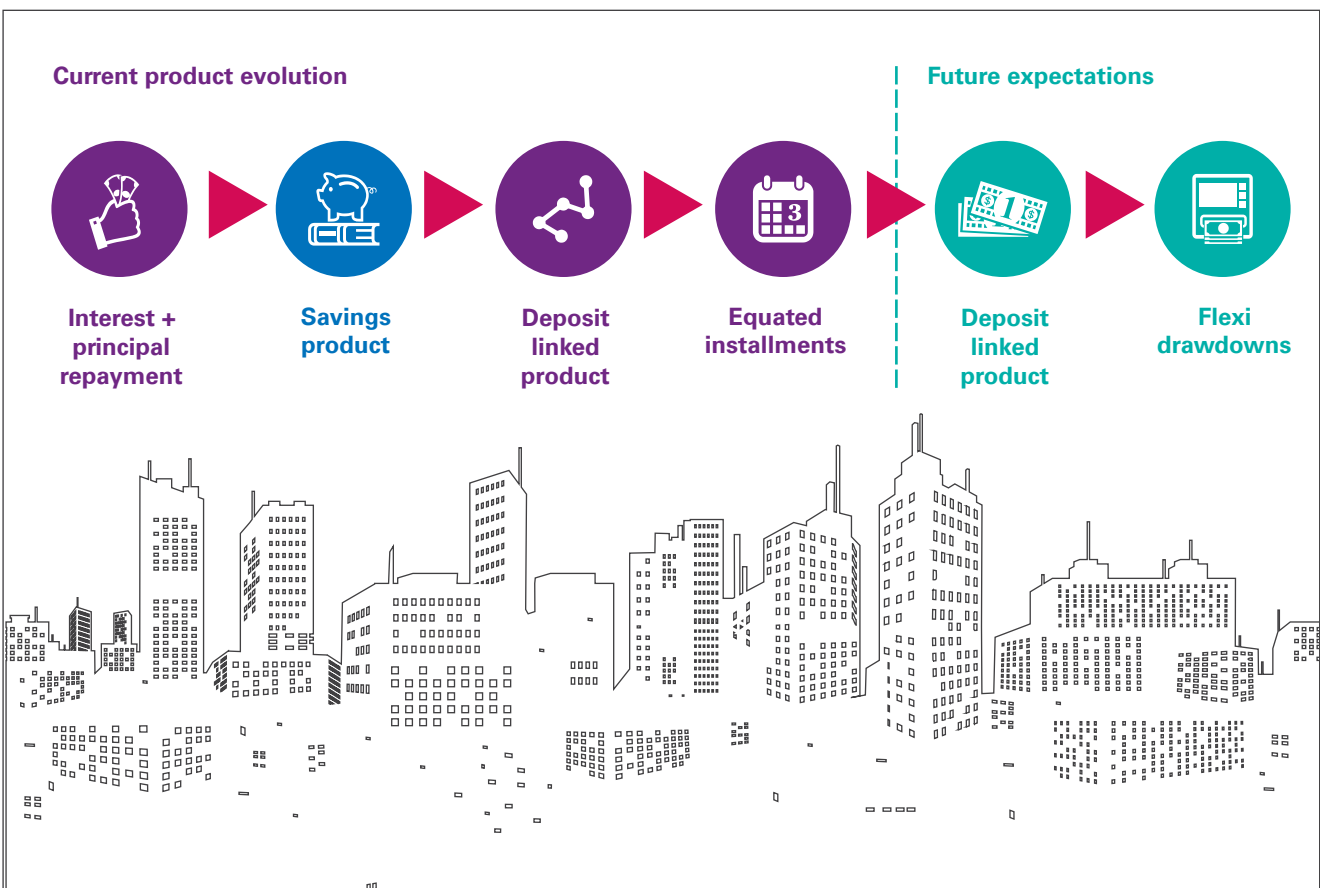 Current product evolution
Future expectations
3
$ 1 $
Interest +
principal
repayment
Savings
product
Deposit
linked
product
Equated
installments
Deposit
linked
product
Flexi
drawdowns